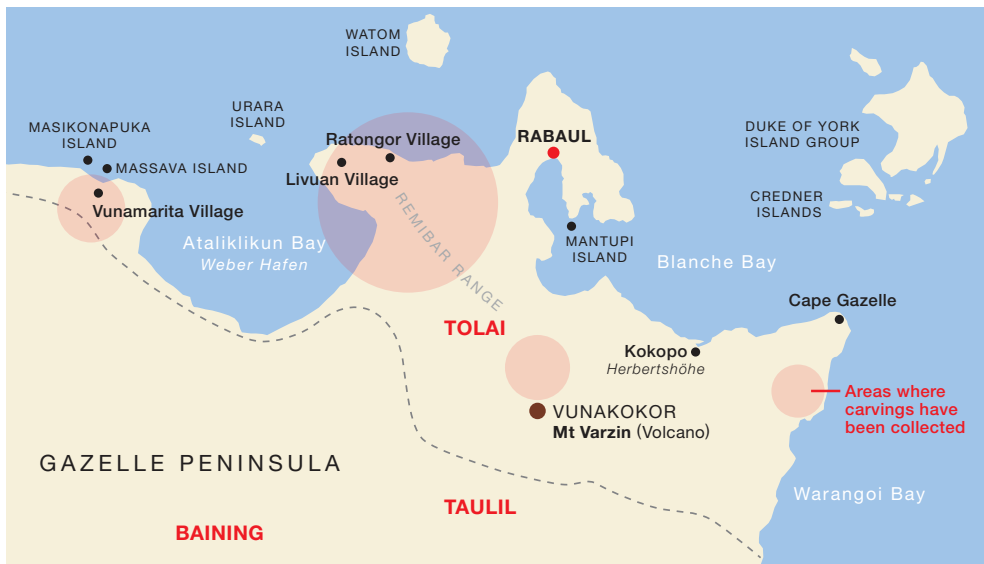 WATOM
ISLAND
URARA
ISLAND
MASIKONAPUKA
ISLAND
MASSAVA ISLAND
Ratongor Village
RABAUL
DUKE OF YORK
ISLAND GROUP
Livuan Village
Vunamarita Village
CREDNER
ISLANDS
REMIBAR RANGE
Ataliklikun Bay
Weber Hafen
MANTUPI
ISLAND
Blanche Bay
Cape Gazelle
TOLAI
Kokopo
Herbertshöhe
Areas where
carvings have
been collected
VUNAKOKOR
Mt Varzin (Volcano)
GAZELLE PENINSULA
Warangoi Bay
TAULIL
BAINING